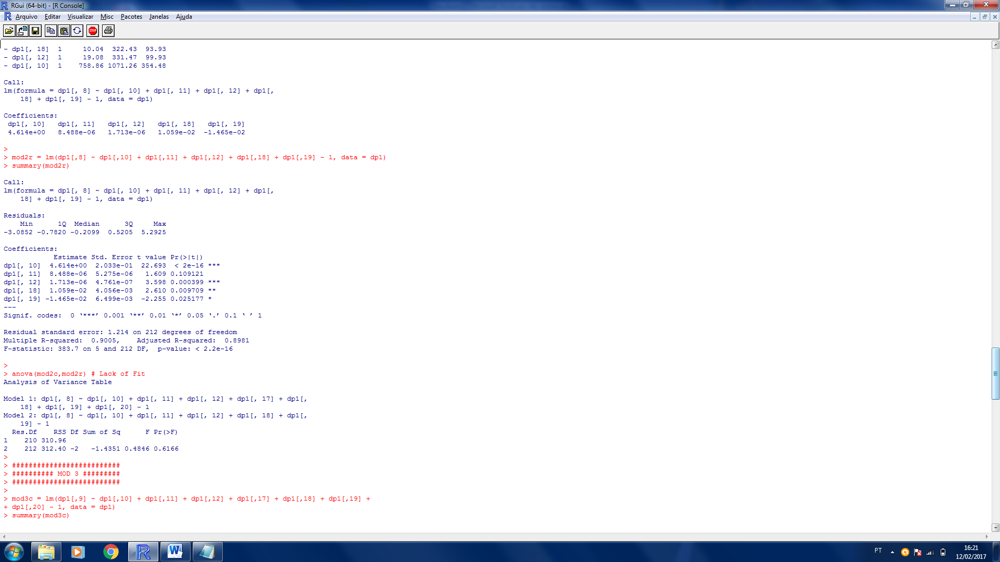 RGui (64-bit) - [R Console]
Arquivo Editar Visualizar Misc Pacotes Janelas Ajuda
STOP
- dp1[, 18]  1     10.04  322.43  93.93
- dp1[, 12]  1     19.08  331.47  99.93
- dp1[, 10]  1    758.86 1071.26 354.48
Call:
lm(formula = dp1[, 8] ~ dp1[, 10] + dp1[, 11] + dp1[, 12] + dp1[,
    18] + dp1[, 19] - 1, data = dp1)
Coefficients:
 dp1[, 10]   dp1[, 11]   dp1[, 12]   dp1[, 18]   dp1[, 19]
 4.614e+00   8.488e-06   1.713e-06   1.059e-02  -1.465e-02
>
> mod2r = lm(dp1[,8] ~ dp1[,10] + dp1[,11] + dp1[,12] + dp1[,18] + dp1[,19] - 1, data = dp1)
> summary(mod2r)
Call:
lm(formula = dp1[, 8] ~ dp1[, 10] + dp1[, 11] + dp1[, 12] + dp1[,
    18] + dp1[, 19] - 1, data = dp1)
Residuals:
    Min      1Q  Median      3Q     Max
-3.0852 -0.7820 -0.2099  0.5205  5.2925
Coefficients:
            Estimate Std. Error t value Pr(>|t|)
dp1[, 10]  4.614e+00  2.033e-01  22.693  < 2e-16 ***
dp1[, 11]  8.488e-06  5.275e-06   1.609 0.109121
dp1[, 12]  1.713e-06  4.761e-07   3.598 0.000399 ***
dp1[, 18]  1.059e-02  4.056e-03   2.610 0.009709 **
dp1[, 19] -1.465e-02  6.499e-03  -2.255 0.025177 *
---
Signif. codes:  0 ‘***’ 0.001 ‘**’ 0.01 ‘*’ 0.05 ‘.’ 0.1 ‘ ’ 1
Residual standard error: 1.214 on 212 degrees of freedom
Multiple R-squared:  0.9005,    Adjusted R-squared:  0.8981
F-statistic: 383.7 on 5 and 212 DF,  p-value: < 2.2e-16
>
> anova(mod2c,mod2r) # Lack of Fit
Analysis of Variance Table
Model 1: dp1[, 8] ~ dp1[, 10] + dp1[, 11] + dp1[, 12] + dp1[, 17] + dp1[,
    18] + dp1[, 19] + dp1[, 20] - 1
Model 2: dp1[, 8] ~ dp1[, 10] + dp1[, 11] + dp1[, 12] + dp1[, 18] + dp1[,
    19] - 1
  Res.Df    RSS Df Sum of Sq      F Pr(>F)
1    210 310.96
2    212 312.40 -2   -1.4351 0.4846 0.6166
>
> ##########################
> ########## MOD 3 #########
> ##########################
>
> mod3c = lm(dp1[,9] ~ dp1[,10] + dp1[,11] + dp1[,12] + dp1[,17] + dp1[,18] + dp1[,19] +
+ dp1[,20] - 1, data = dp1)
> summary(mod3c)
PT
16:21
12/02/2017